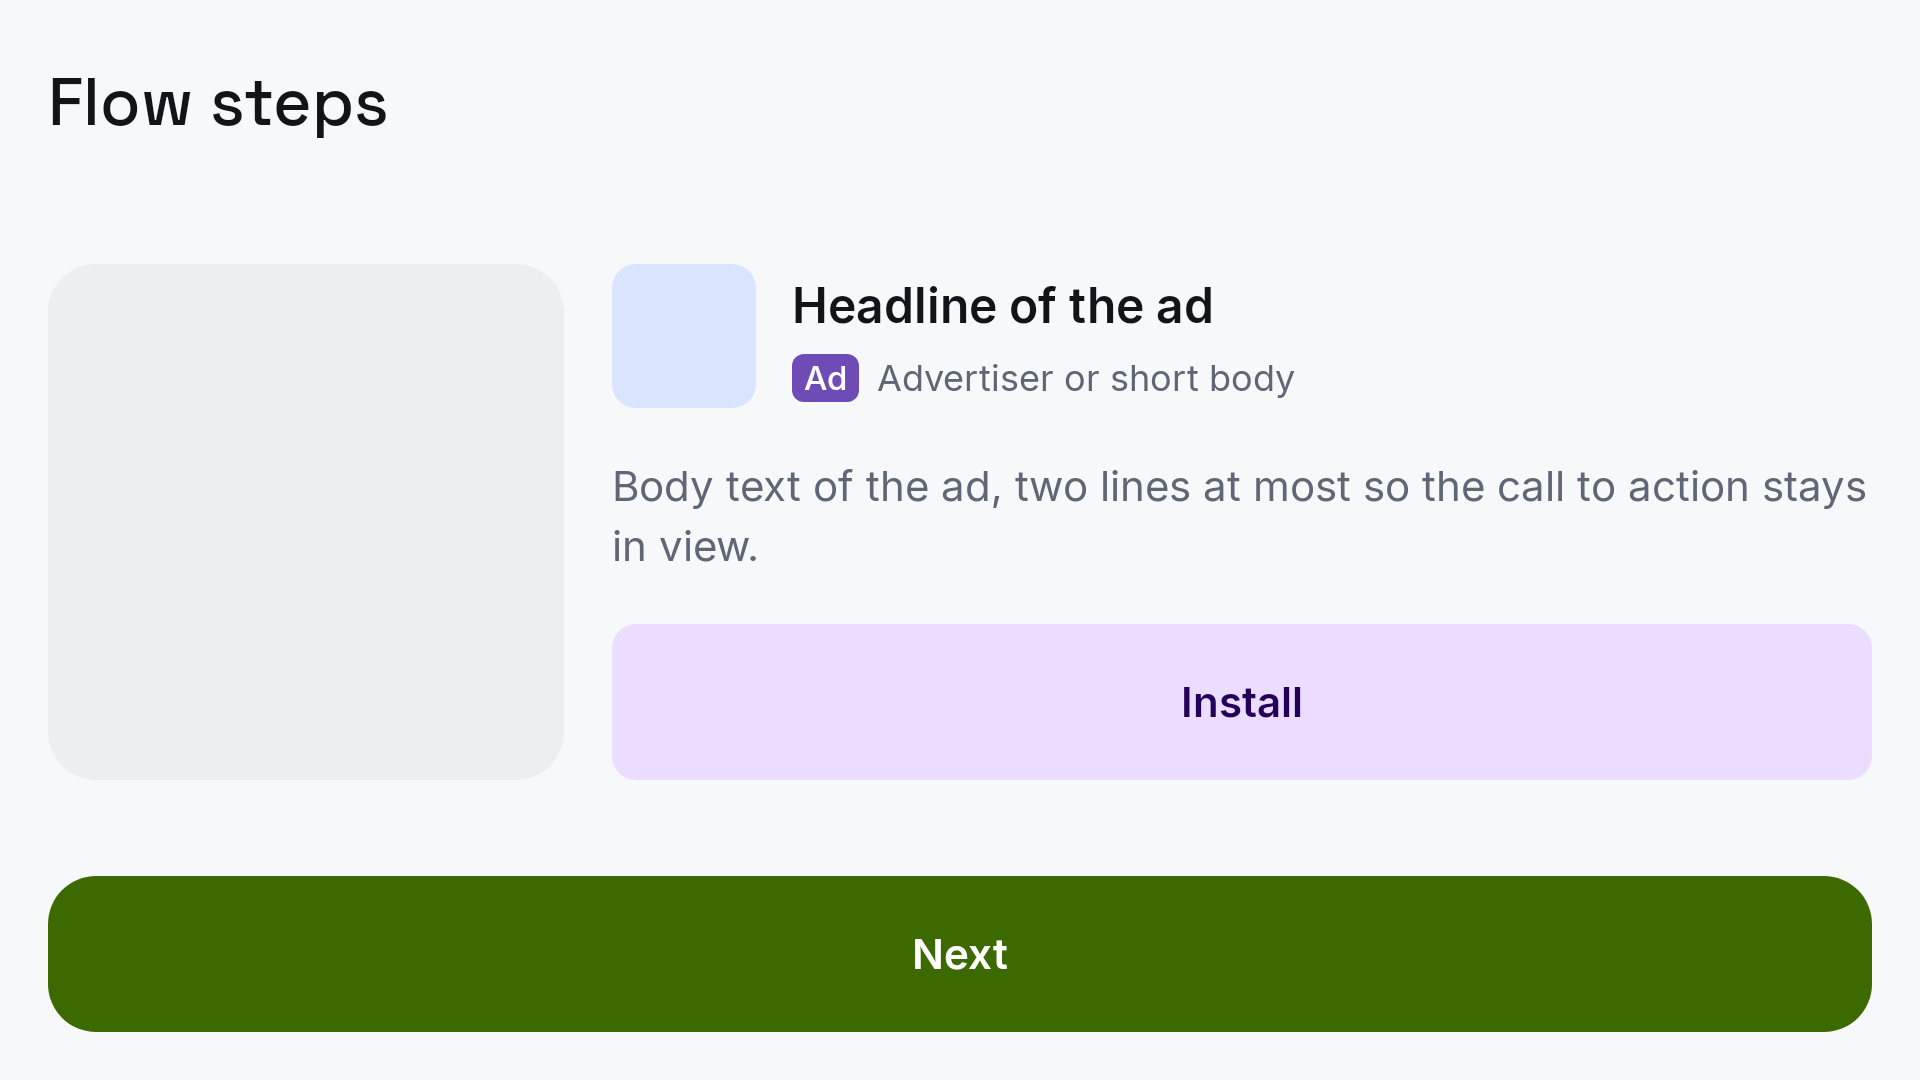 Flow steps
Headline of the ad
Ad Advertiser or short body
Body text of the ad, two lines at most so the call to action stays
in view.
Install
Next